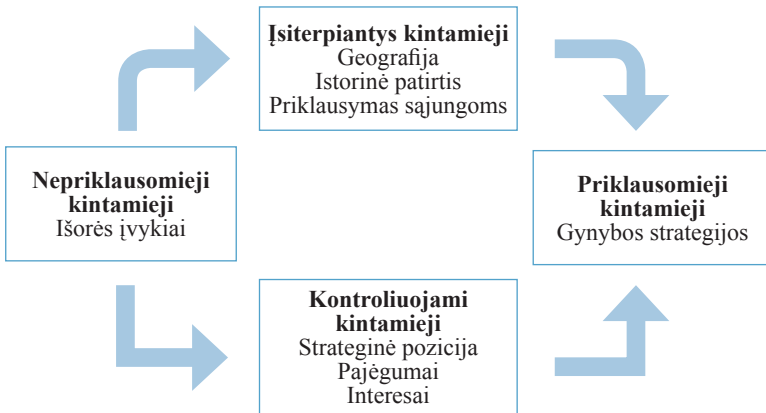 Įsiterpiantys kintamieji
Geografija
Istorinė patirtis
Priklausymas sąjungoms
Nepriklausomieji
kintamieji
Išorės įvykiai
Priklausomieji
kintamieji
Gynybos strategijos
Kontroliuojami
kintamieji
Strateginė pozicija
Pajėgumai
Interesai